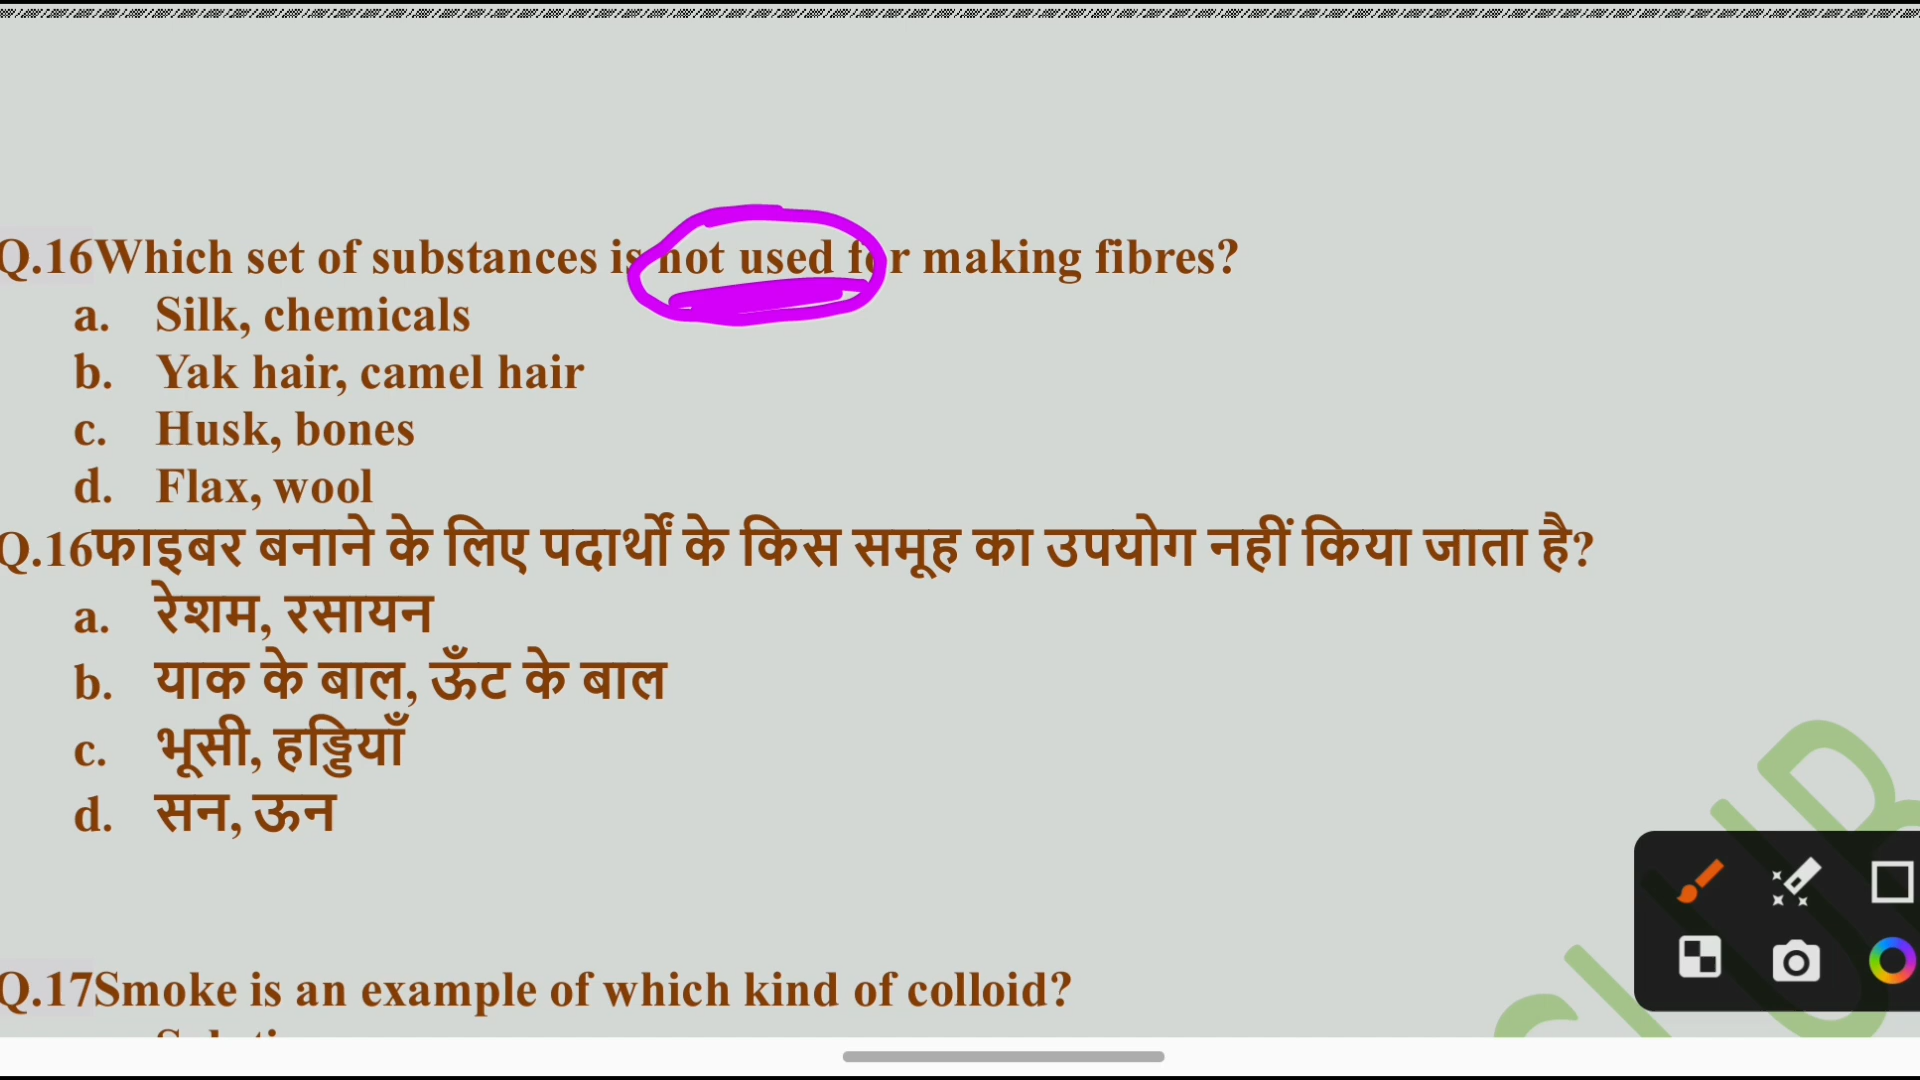 Q.16Which set of substances is not used for making fibres?
a. Silk, chemicals
b. Yak hair, camel hair
c. Husk, bones
d. Flax, wool
Q.16फाइबर बनाने के लिए पदार्थों के किस समूह का उपयोग नहीं किया जाता है?
a. रेशम, रसायन
b. याक के बाल, ऊँट के बाल
c. भूसी, हड्डियाँ
d. सन, ऊन
Q.17Smoke is an example of which kind of colloid?